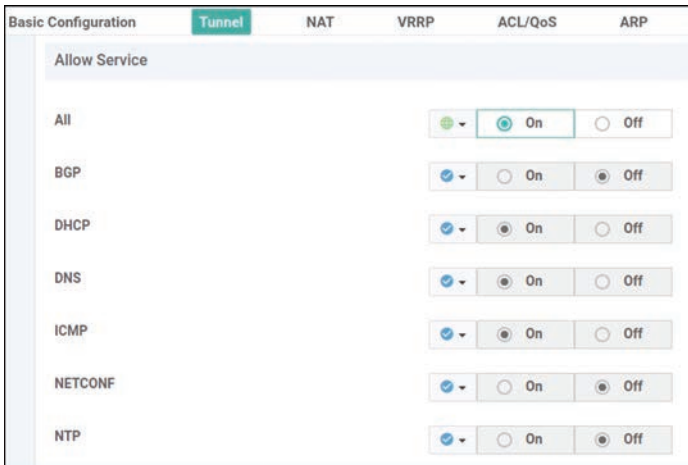 Basic Configuration Tunnel NAT VRRP ACL/QoS ARP
Allow Service
All On Off
BGP On Off
DHCP On Off
DNS On Off
ICMP On Off
NETCONF On Off
NTP On Off